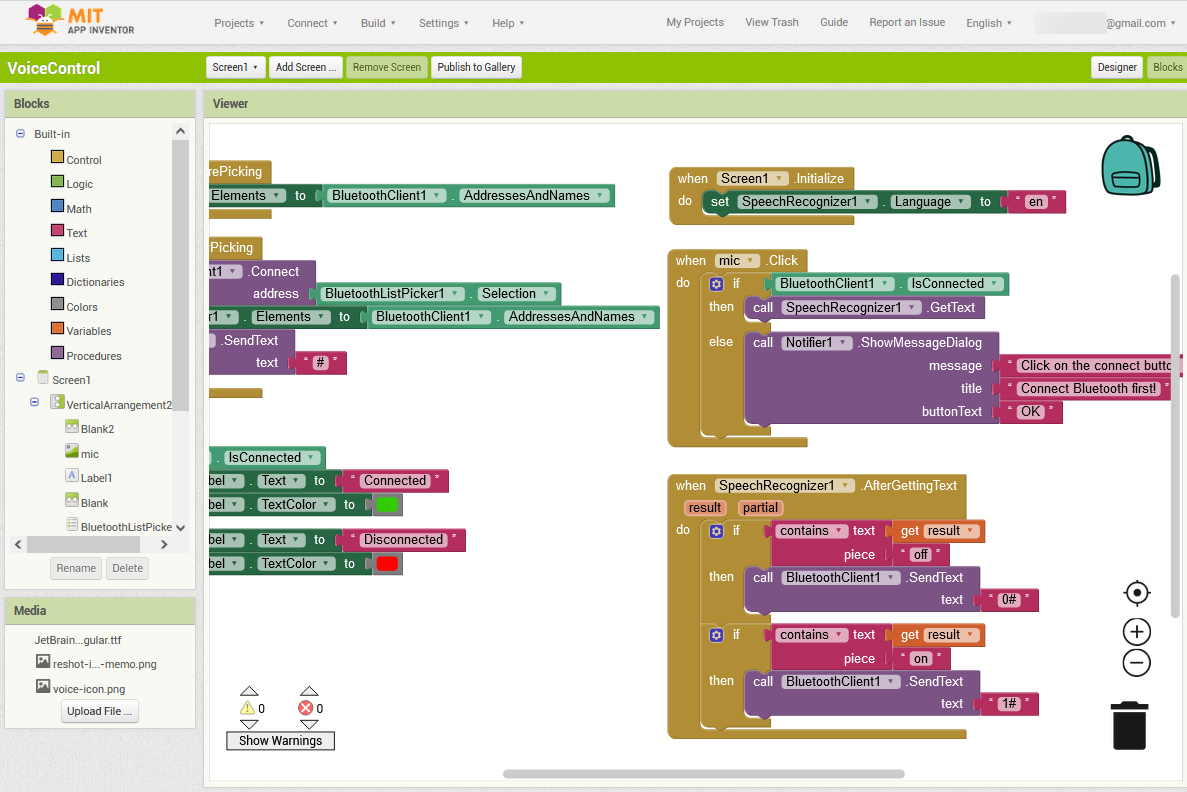 MIT
APP INVENTOR
Projects Connect Build Settings Help My Projects View Trash Guide Report an Issue English @gmail.com
VoiceControl Screen1 Add Screen ... Remove Screen Publish to Gallery Designer Blocks
Blocks
Built-in
Control
Logic
Math
Text
Lists
Dictionaries
Colors
Variables
Procedures
Screen1
VerticalArrangement2
Blank2
mic
Label1
Blank
BluetoothListPicke
Rename Delete
Media
JetBrain...gular.ttf
reshot-i...-memo.png
voice-icon.png
Upload File ...
Viewer
rePicking
Elements to BluetoothClient1 . AddressesAndNames
rPicking
nt1 .Connect
address BluetoothListPicker1 . Selection
r1 . Elements to BluetoothClient1 . AddressesAndNames
.SendText
text “ # ”
. IsConnected
bel . Text to “ Connected ”
bel . TextColor to
bel . Text to “ Disconnected ”
bel . TextColor to
0 0
Show Warnings
when Screen1 .Initialize
do set SpeechRecognizer1 . Language to “ en ”
when mic .Click
do if BluetoothClient1 . IsConnected
then call SpeechRecognizer1 .GetText
else call Notifier1 .ShowMessageDialog
message “ Click on the connect butto
title “ Connect Bluetooth first! ”
buttonText “ OK ”
when SpeechRecognizer1 .AfterGettingText
result partial
do if contains text get result
piece “ off ”
then call BluetoothClient1 .SendText
text “ 0# ”
if contains text get result
piece “ on ”
then call BluetoothClient1 .SendText
text “ 1# ”